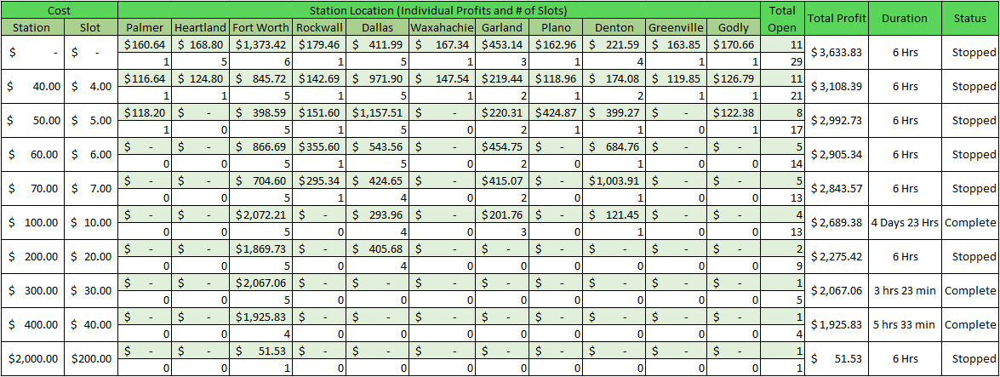 Cost Station Location (Individual Profits and # of Slots) Total Open Total Profit Duration Status
Station Slot Palmer Heartland Fort Worth Rockwall Dallas Waxahachie Garland Plano Denton Greenville Godly
$ - $ - $160.64 $ 168.80 $1,373.42 $179.46 $ 411.99 $ 167.34 $453.14 $162.96 $ 221.59 $ 163.85 $170.66 11 $ 3,633.83 6 Hrs Stopped
1 5 6 1 5 1 3 1 4 1 1 29
$ 40.00 $ 4.00 $116.64 $ 124.80 $ 845.72 $142.69 $ 971.90 $ 147.54 $219.44 $118.96 $ 174.08 $ 119.85 $126.79 11 $ 3,108.39 6 Hrs Stopped
1 1 5 1 5 1 2 1 2 1 1 21
$ 50.00 $ 5.00 $118.20 $ - $ 398.59 $151.60 $1,157.51 $ - $220.31 $424.87 $ 399.27 $ - $122.38 8 $ 2,992.73 6 Hrs Stopped
1 0 5 1 5 0 2 1 1 0 1 17
$ 60.00 $ 6.00 $ - $ - $ 866.69 $355.60 $ 543.56 $ - $454.75 $ - $ 684.76 $ - $ - 5 $ 2,905.34 6 Hrs Stopped
0 0 5 1 5 0 2 0 1 0 0 14
$ 70.00 $ 7.00 $ - $ - $ 704.60 $295.34 $ 424.65 $ - $415.07 $ - $1,003.91 $ - $ - 5 $ 2,843.57 6 Hrs Stopped
0 0 5 1 4 0 2 0 1 0 0 13
$ 100.00 $ 10.00 $ - $ - $2,072.21 $ - $ 293.96 $ - $201.76 $ - $ 121.45 $ - $ - 4 $ 2,689.38 4 Days 23 Hrs Complete
0 0 5 0 4 0 3 0 1 0 0 13
$ 200.00 $ 20.00 $ - $ - $1,869.73 $ - $ 405.68 $ - $ - $ - $ - $ - $ - 2 $ 2,275.42 6 Hrs Stopped
0 0 5 0 4 0 0 0 0 0 0 9
$ 300.00 $ 30.00 $ - $ - $2,067.06 $ - $ - $ - $ - $ - $ - $ - $ - 1 $ 2,067.06 3 hrs 23 min Complete
0 0 5 0 0 0 0 0 0 0 0 5
$ 400.00 $ 40.00 $ - $ - $1,925.83 $ - $ - $ - $ - $ - $ - $ - $ - 1 $ 1,925.83 5 hrs 33 min Complete
0 0 4 0 0 0 0 0 0 0 0 4
$2,000.00 $200.00 $ - $ - $ 51.53 $ - $ - $ - $ - $ - $ - $ - $ - 1 $ 51.53 6 Hrs Stopped
0 0 1 0 0 0 0 0 0 0 0 1